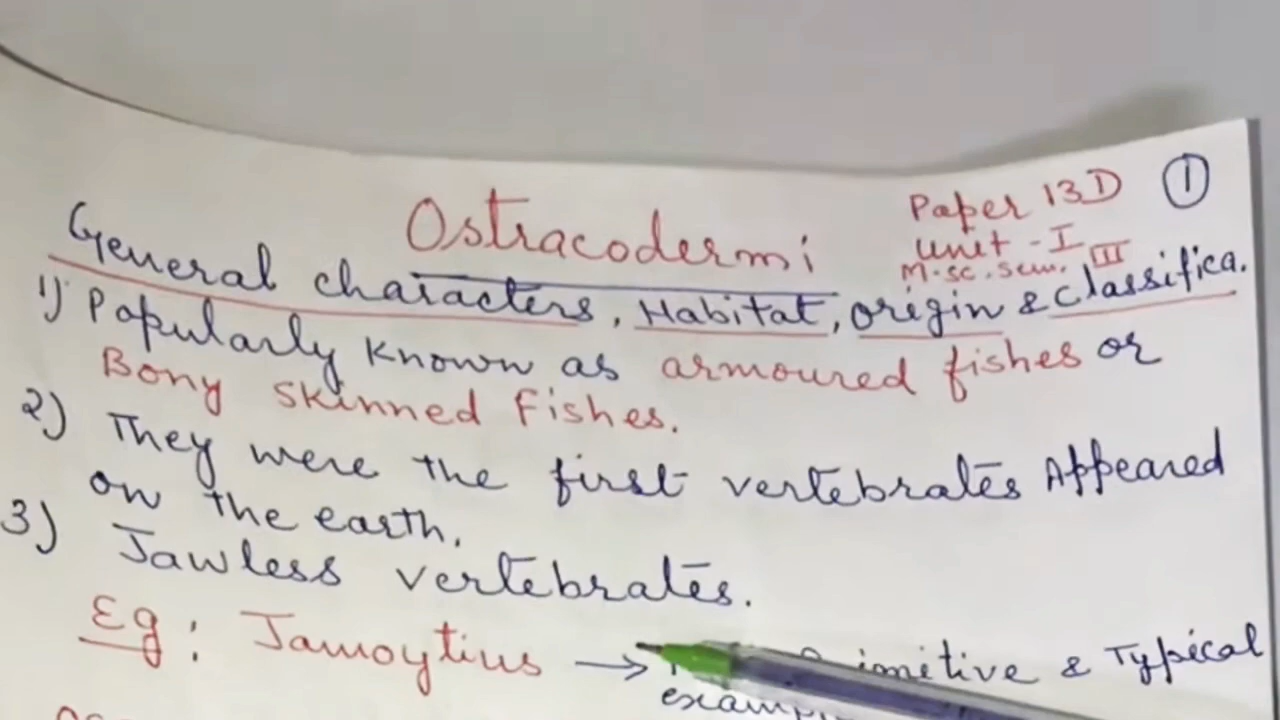 Ostracodermi
Paper 13D
①
Unit - I
M.sc. sem. III
General characters, Habitat, origin & classifica.
1) Popularly known as armoured fishes or
Bony skinned Fishes.
2) They were the first vertebrates Appeared
on the earth.
3) Jawless vertebrates.
Eg: Jamoytius → & Typical